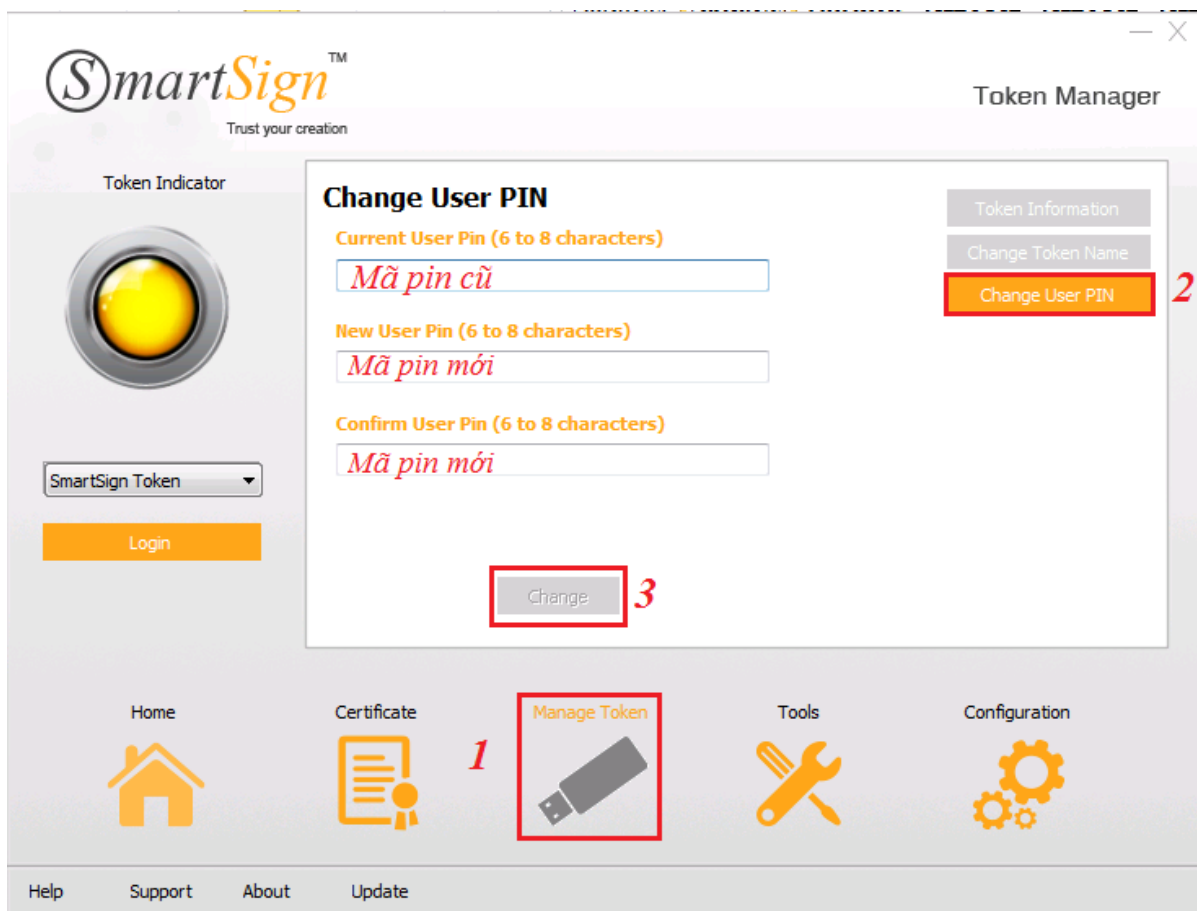 SmartSign™
Trust your creation
Token Manager
Token Indicator
SmartSign Token
Login
Change User PIN
Current User Pin (6 to 8 characters)
Mã pin cũ
New User Pin (6 to 8 characters)
Mã pin mới
Confirm User Pin (6 to 8 characters)
Mã pin mới
Change
3
Token Information
Change Token Name
Change User PIN
2
Home
Certificate
1
Manage Token
Tools
Configuration
Help
Support
About
Update